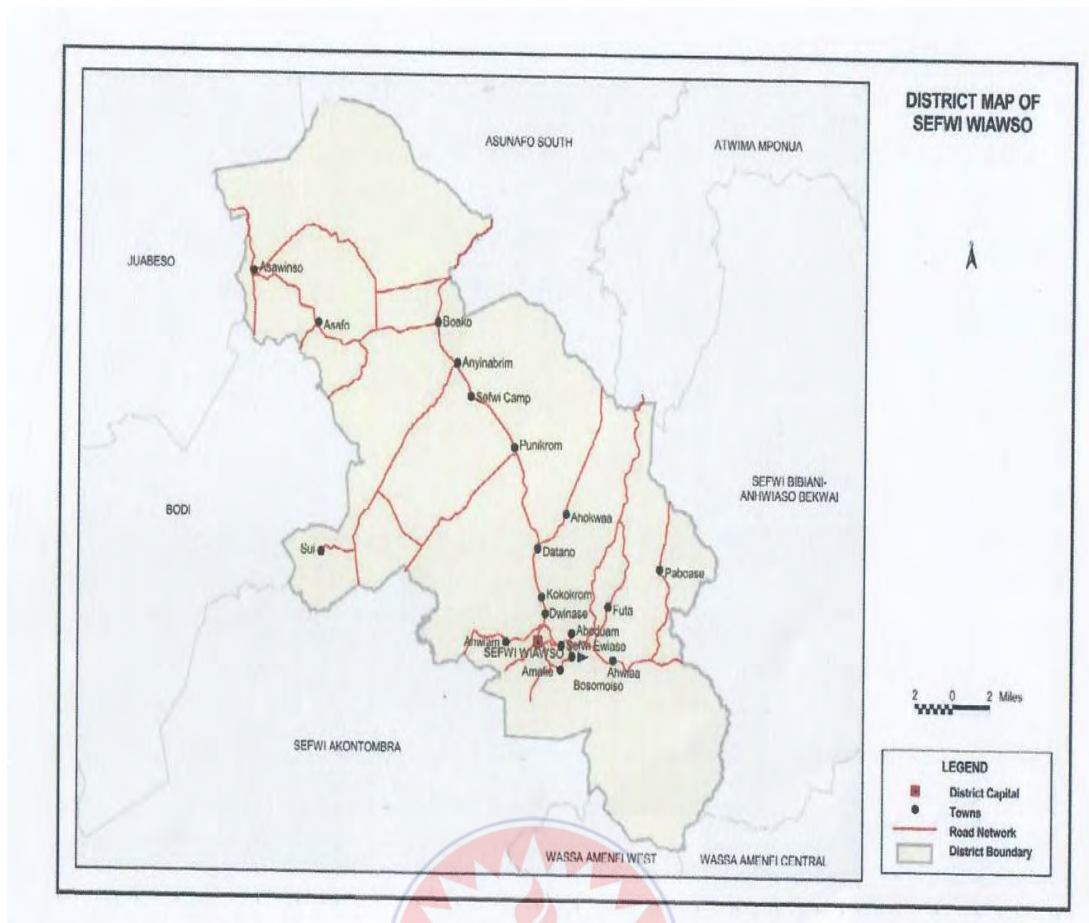 DISTRICT MAP OF
SEFWI WIAWSO
ASUNAFO SOUTH
ATWIMA MPONUA
JUABESO
Asawinso
Asafo
Boako
Anyinabrim
Sefwi Camp
Punikrom
SEFWI BIBIANI-
ANHWIASO BEKWAI
BODI
Ahokwaa
Sui
Datano
Paboase
Kokokrom
Futa
Dwinase
Aboduam
Ahwiam
Sefwi Ewiaso
SEFWI WIAWSO
Amafie
Ahwiaa
Bosomoiso
2 0 2 Miles
SEFWI AKONTOMBRA
LEGEND
District Capital
Towns
Road Network
District Boundary
WASSA AMENFI WEST
WASSA AMENFI CENTRAL